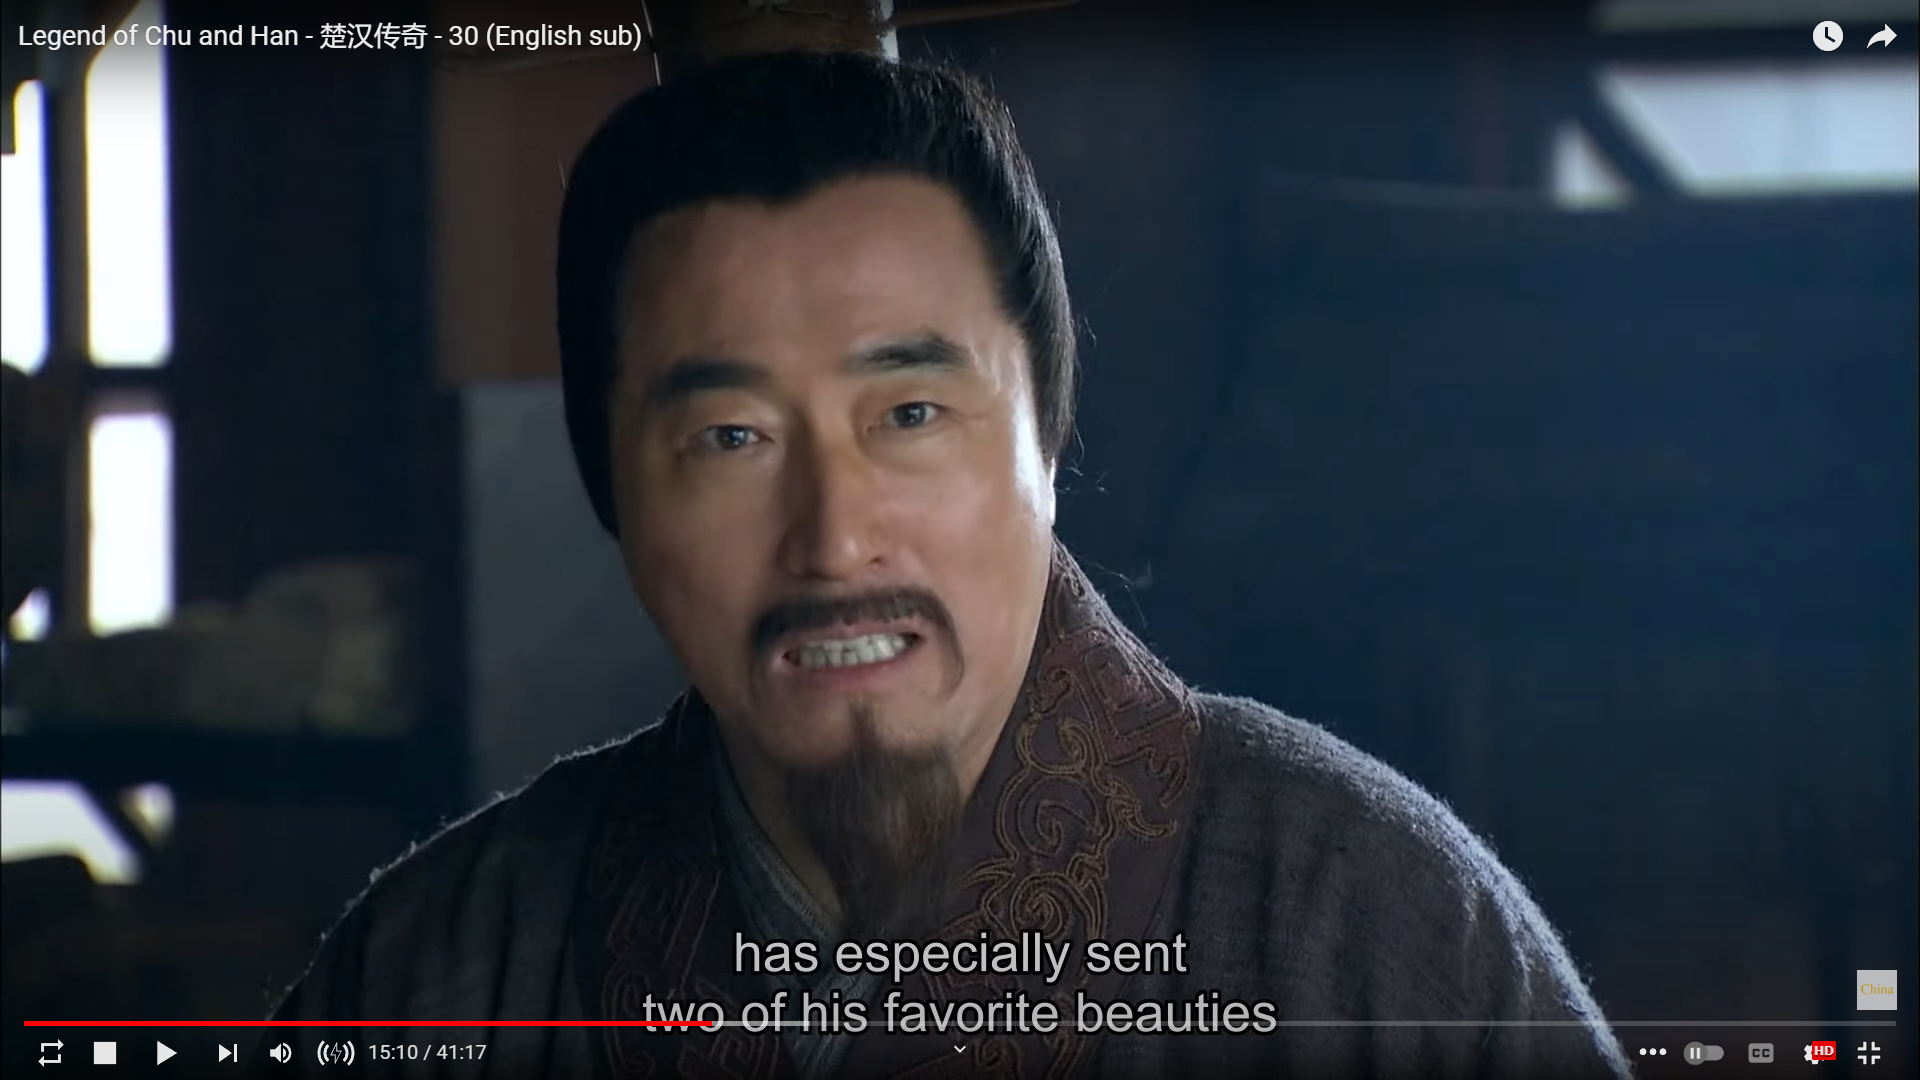 Legend of Chu and Han - 楚汉传奇 - 30 (English sub)
has especially sent
two of his favorite beauties
China
15:10 / 41:17
CC
HD